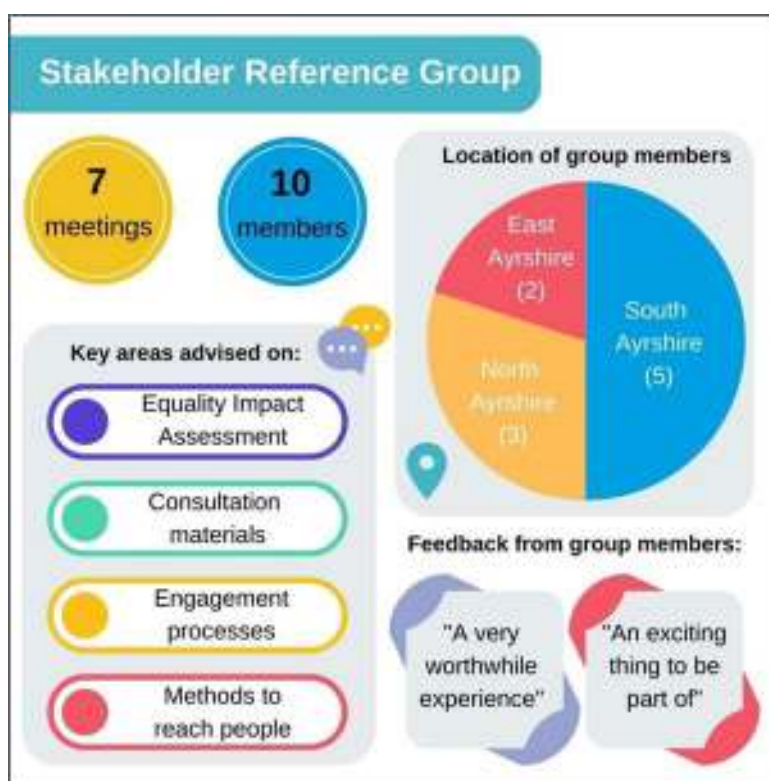 Stakeholder Reference Group
7
meetings
10
members
Location of group members
East
Ayrshire
(2)
South
Ayrshire
(5)
North
Ayrshire
(3)
Key areas advised on:
Equality Impact
Assessment
Consultation
materials
Engagement
processes
Methods to
reach people
Feedback from group members:
"A very
worthwhile
experience"
"An exciting
thing to be
part of"